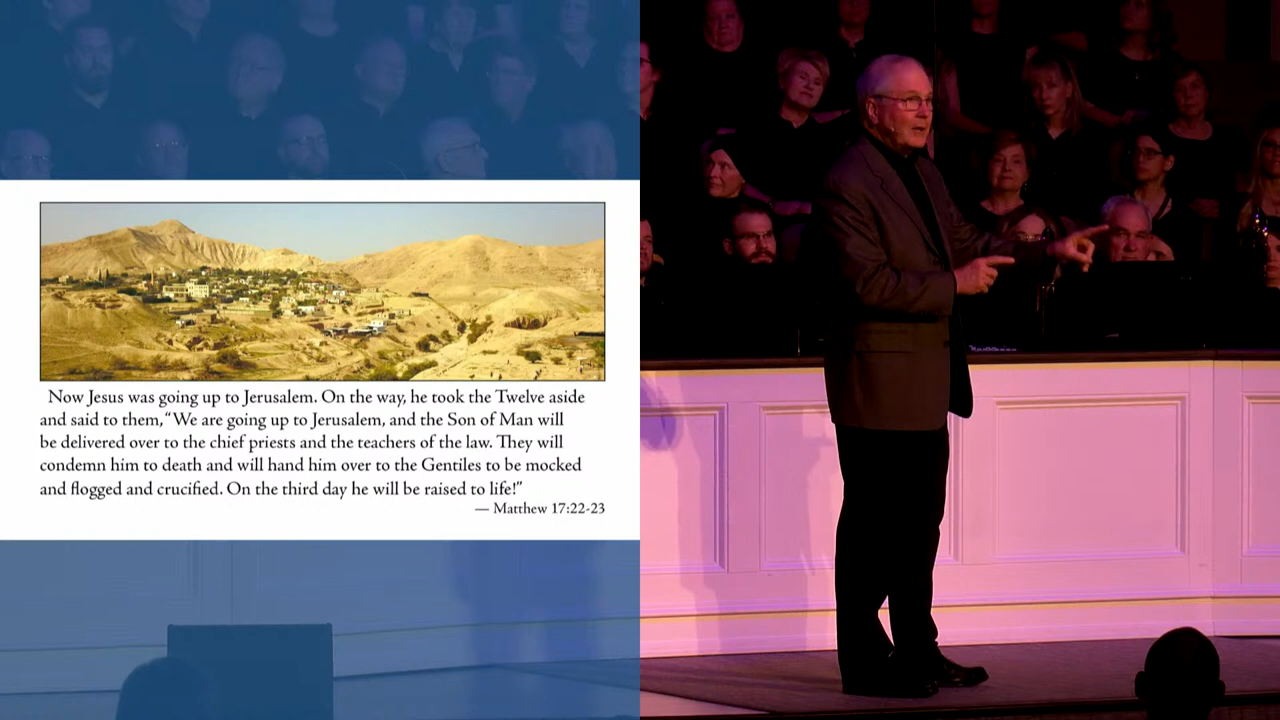 Now Jesus was going up to Jerusalem. On the way, he took the Twelve aside
and said to them, “We are going up to Jerusalem, and the Son of Man will
be delivered over to the chief priests and the teachers of the law. They will
condemn him to death and will hand him over to the Gentiles to be mocked
and flogged and crucified. On the third day he will be raised to life!”
— Matthew 17:22-23